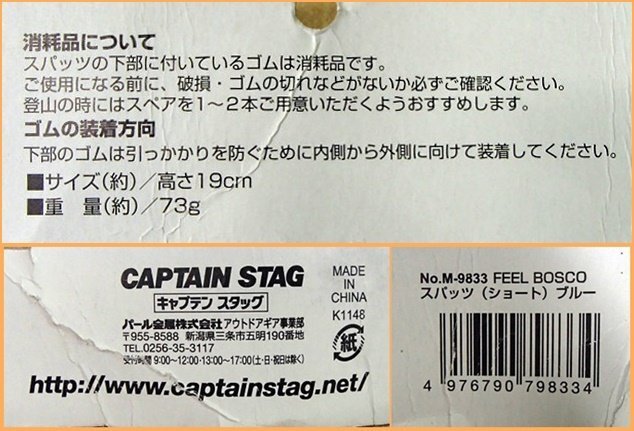 消耗品について
スパッツの下部に付いているゴムは消耗品です。
ご使用になる前に、破損・ゴムの切れなどがないか必ずご確認ください。
登山の時にはスペアを1～2本ご用意いただくようおすすめします。
ゴムの装着方向
下部のゴムは引っかかりを防ぐために内側から外側に向けて装着してください。
■サイズ(約)／高さ19cm
■重 量(約)／73g
CAPTAIN STAG
キャプテン スタッグ
パール金属株式会社 アウトドアギア事業部
〒955-8588 新潟県三条市五明190番地
TEL.0256-35-3117
受付時間 9:00～12:00・13:00～17:00(土・日・祝日は除く)
http://www.captainstag.net/
MADE
IN
CHINA
K1148
紙
No.M-9833 FEEL BOSCO
スパッツ（ショート）ブルー
4 976790 798334